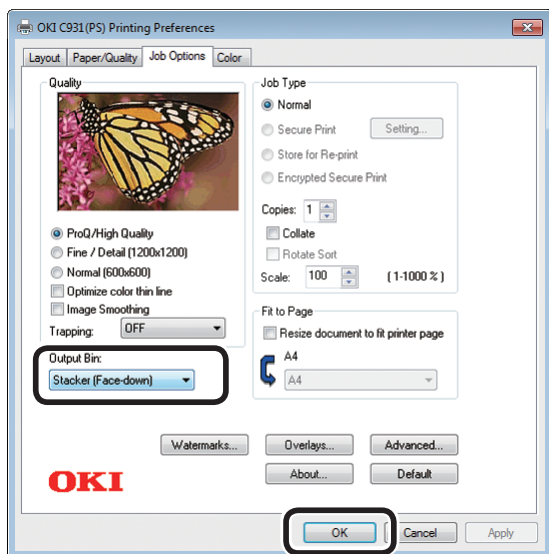 OKI C931(PS) Printing Preferences
Layout Paper/Quality Job Options Color
Quality
ProQ/High Quality
Fine / Detail (1200x1200)
Normal (600x600)
Optimize color thin line
Image Smoothing
Trapping: OFF
Output Bin:
Stacker (Face-down)
Job Type
Normal
Secure Print Setting...
Store for Re-print
Encrypted Secure Print
Copies: 1
Collate
Rotate Sort
Scale: 100 (1-1000 %)
Fit to Page
Resize document to fit printer page
A4
A4
Watermarks... Overlays... Advanced...
OKI About... Default
OK Cancel Apply